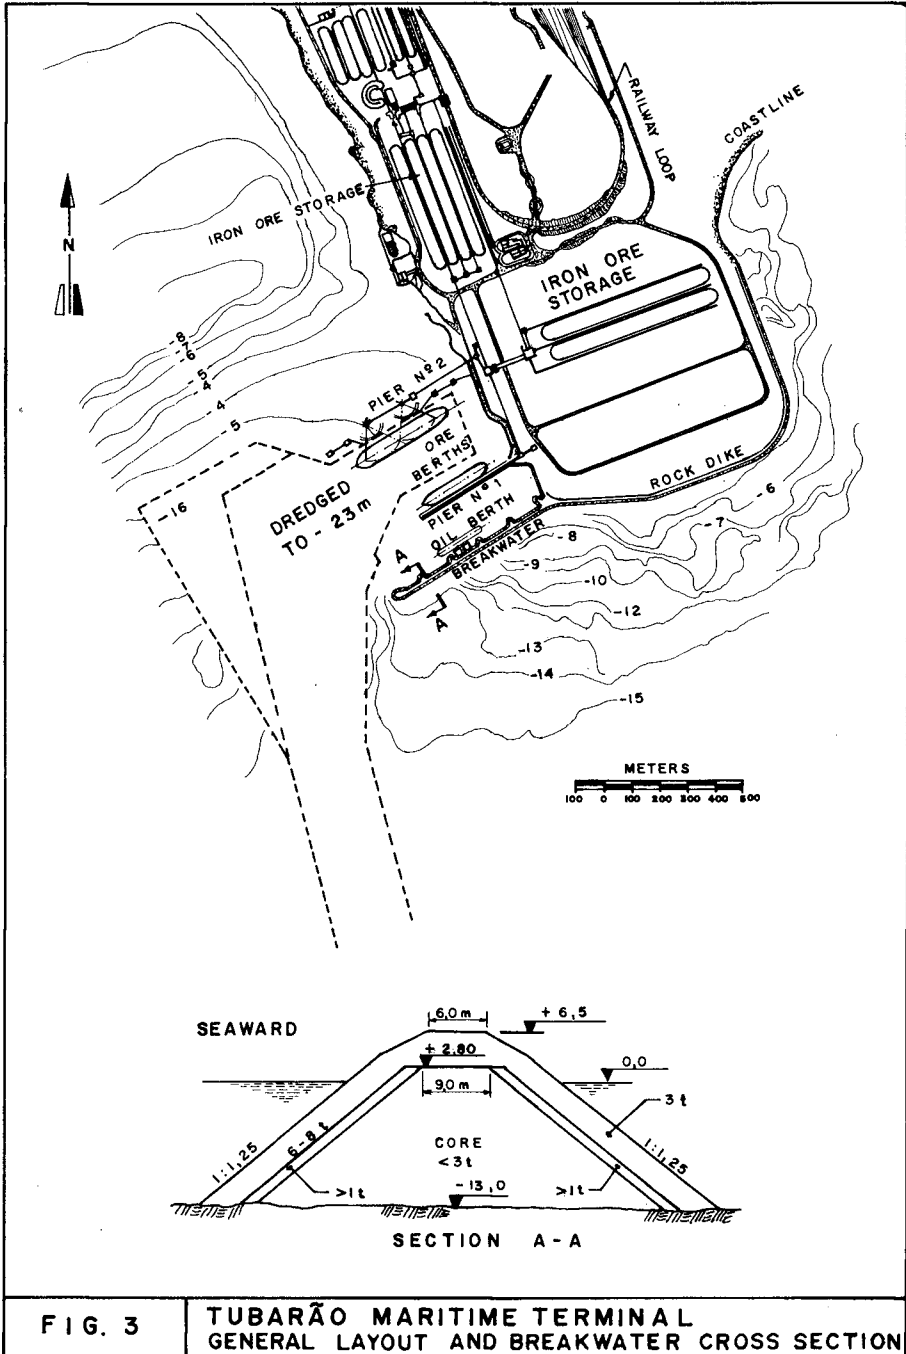 RAILWAY LOOP
COASTLINE
IRON ORE STORAGE
N
IRON ORE
STORAGE
-8
-7
-6
-5
-4
-4
-5
PIER Nº 2
ORE
BERTHS
DREDGED
TO - 23 m
-16
PIER Nº 1
OIL BERTH
BREAKWATER
ROCK DIKE
A
A
-6
-7
-8
-9
-10
-12
-13
-14
-15
METERS
100 0 100 200 300 400 500
SEAWARD
6,0 m
+ 6,5
+ 2,80
0,0
9,0 m
3 t
1:1,25
6-8 t
CORE
<3t
1:1,25
>1t
-13,0
>1t
SECTION A-A
FIG. 3
TUBARÃO MARITIME TERMINAL
GENERAL LAYOUT AND BREAKWATER CROSS SECTION